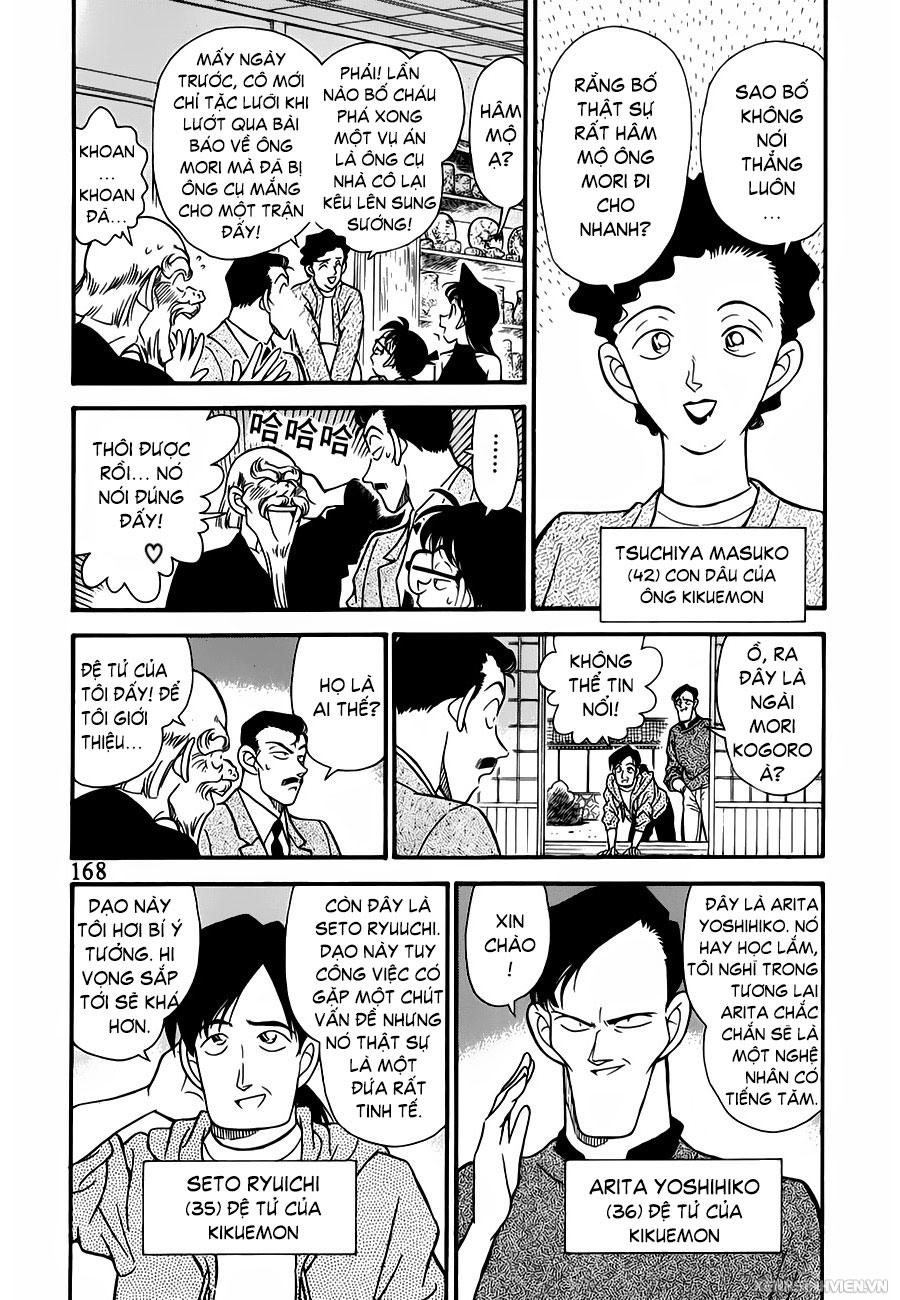 SAO BỐ
KHÔNG
NÓI
THẲNG
LUÔN
...
RẰNG BỐ
THẬT SỰ
RẤT HÂM
MỘ ÔNG
MORI ĐI
CHO
NHANH?
TSUCHIYA MASUKO
(42) CON DÂU CỦA
ÔNG KIKUEMON
HÂM
MỘ
Ạ?
PHẢI! LẦN
NÀO BỐ CHÁU
PHÁ XONG
MỘT VỤ ÁN
LÀ ÔNG CỤ
NHÀ CÔ LẠI
KÊU LÊN SUNG
SƯỚNG!
MẤY NGÀY
TRƯỚC, CÔ MỚI
CHỈ TẶC LƯỠI KHI
LƯỚT QUA BÀI
BÁO VỀ ÔNG
MORI MÀ ĐÃ BỊ
ÔNG CỤ MẮNG
CHO MỘT TRẬN
ĐẤY!
KHOAN
...
KHOAN
ĐÃ...
........
哈哈哈
THÔI ĐƯỢC
RỒI... NÓ
NÓI ĐÚNG
ĐẤY!
♡
Ồ, RA
ĐÂY LÀ
NGÀI
MORI
KOGORO
À?
KHÔNG
THỂ TIN
NỔI!
HỌ LÀ
AI THẾ?
ĐỆ TỬ CỦA
TÔI ĐẤY! ĐỂ
TÔI GIỚI
THIỆU...
168
ĐÂY LÀ ARITA
YOSHIHIKO. NÓ
HAY HỌC LẮM,
TÔI NGHĨ TRONG
TƯƠNG LAI
ARITA CHẮC
CHẮN SẼ LÀ
MỘT NGHỆ
NHÂN CÓ
TIẾNG TĂM.
XIN
CHÀO
!
ARITA YOSHIHIKO
(36) ĐỆ TỬ CỦA
KIKUEMON
CÒN ĐÂY LÀ
SETO RYUUCHI.
DẠO NÀY TUY
CÔNG VIỆC CÓ
GẶP MỘT CHÚT
VẤN ĐỀ NHƯNG
NÓ THẬT SỰ
LÀ MỘT
ĐỨA RẤT
TINH TẾ.
DẠO NÀY
TÔI HƠI BÍ Ý
TƯỞNG. HI
VỌNG SẮP
TỚI SẼ KHÁ
HƠN.
SETO RYUICHI
(35) ĐỆ TỬ CỦA
KIKUEMON